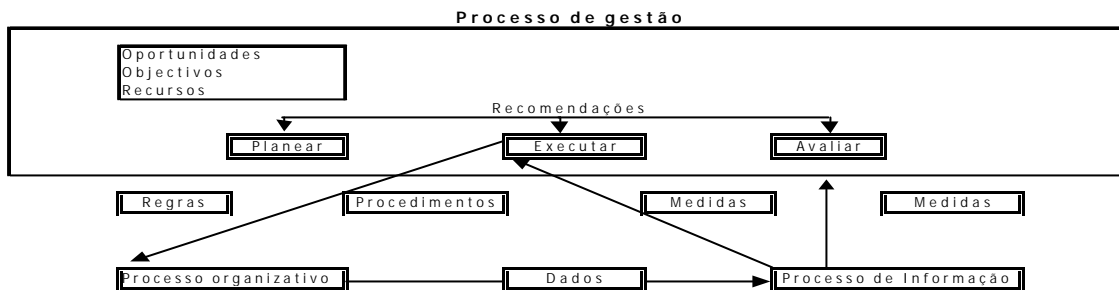 Processo de gestão
Oportunidades
Objectivos
Recursos
Recomendações
Planear
Executar
Avaliar
Regras
Procedimentos
Medidas
Medidas
Processo organizativo
Dados
Processo de Informação